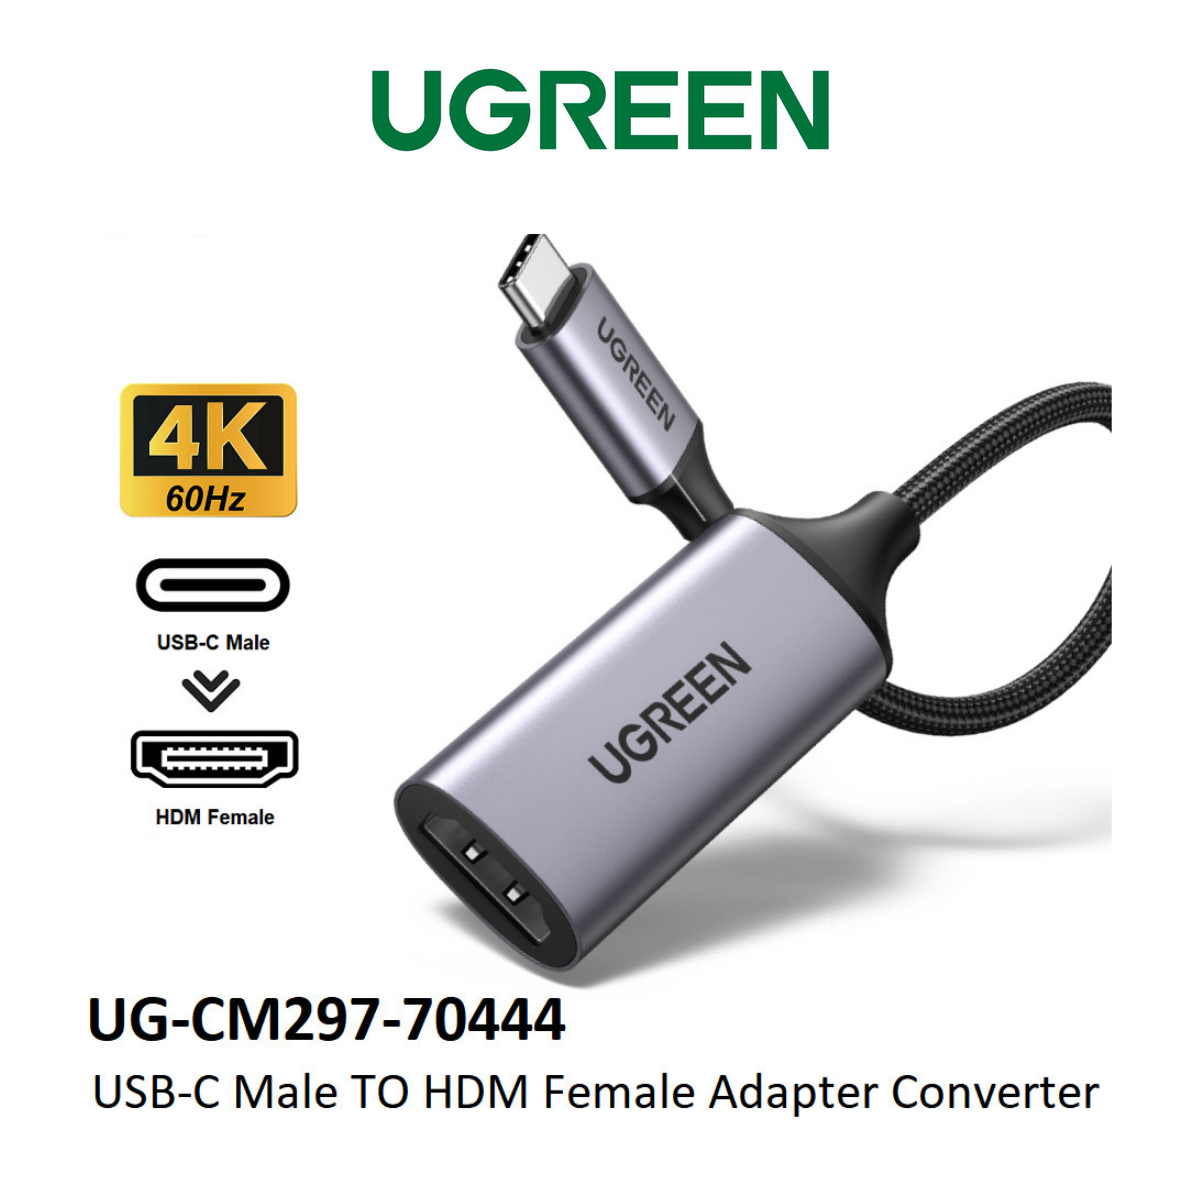 UGREEN
UGREEN
4K
60Hz
USB-C Male
UGREEN
HDM Female
UG-CM297-70444
USB-C Male TO HDM Female Adapter Converter